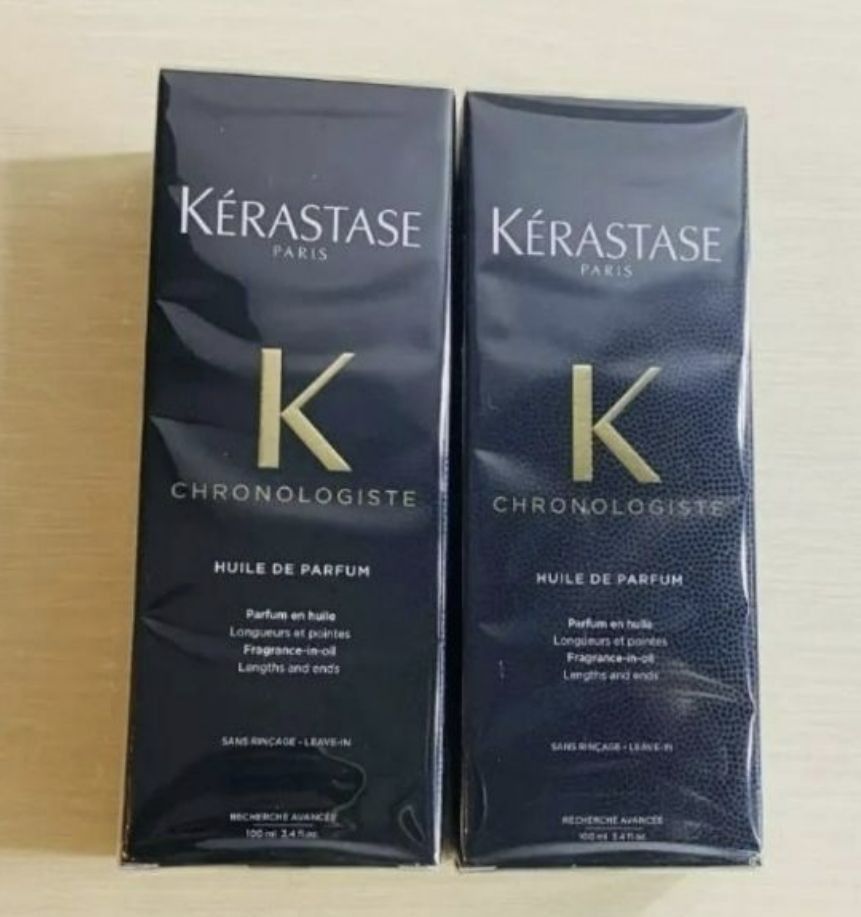 KÉRASTASE
PARIS
K
CHRONOLOGISTE
HUILE DE PARFUM
Parfum en huile
Longueurs et pointes
Fragrance-in-oil
Lengths and ends
SANS RINÇAGE - LEAVE-IN
RECHERCHE AVANCÉE
100 ml 3.4 fl.oz.
KÉRASTASE
PARIS
K
CHRONOLOGISTE
HUILE DE PARFUM
Parfum en huile
Longueurs et pointes
Fragrance-in-oil
Lengths and ends
SANS RINÇAGE - LEAVE-IN
RECHERCHE AVANCÉE
100 ml 3.4 fl.oz.